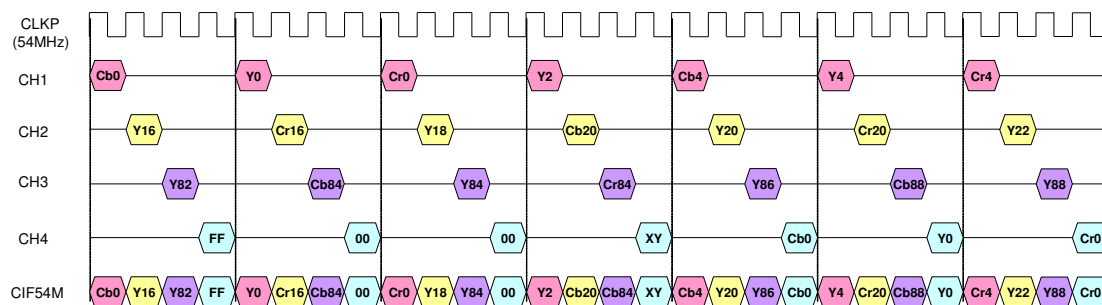 CLKP
(54MHz)
CH1 Cb0 Y0 Cr0 Y2 Cb4 Y4 Cr4
CH2 Y16 Cr16 Y18 Cb20 Y20 Cr20 Y22
CH3 Y82 Cb84 Y84 Cr84 Y86 Cb88 Y88
CH4 FF 00 00 XY Cb0 Y0 Cr0
CIF54M Cb0 Y16 Y82 FF Y0 Cr16 Cb84 00 Cr0 Y18 Y84 00 Y2 Cb20 Cb84 XY Cb4 Y20 Y86 Cb0 Y4 Cr20 Cb88 Y0 Cr4 Y22 Y88 Cr0